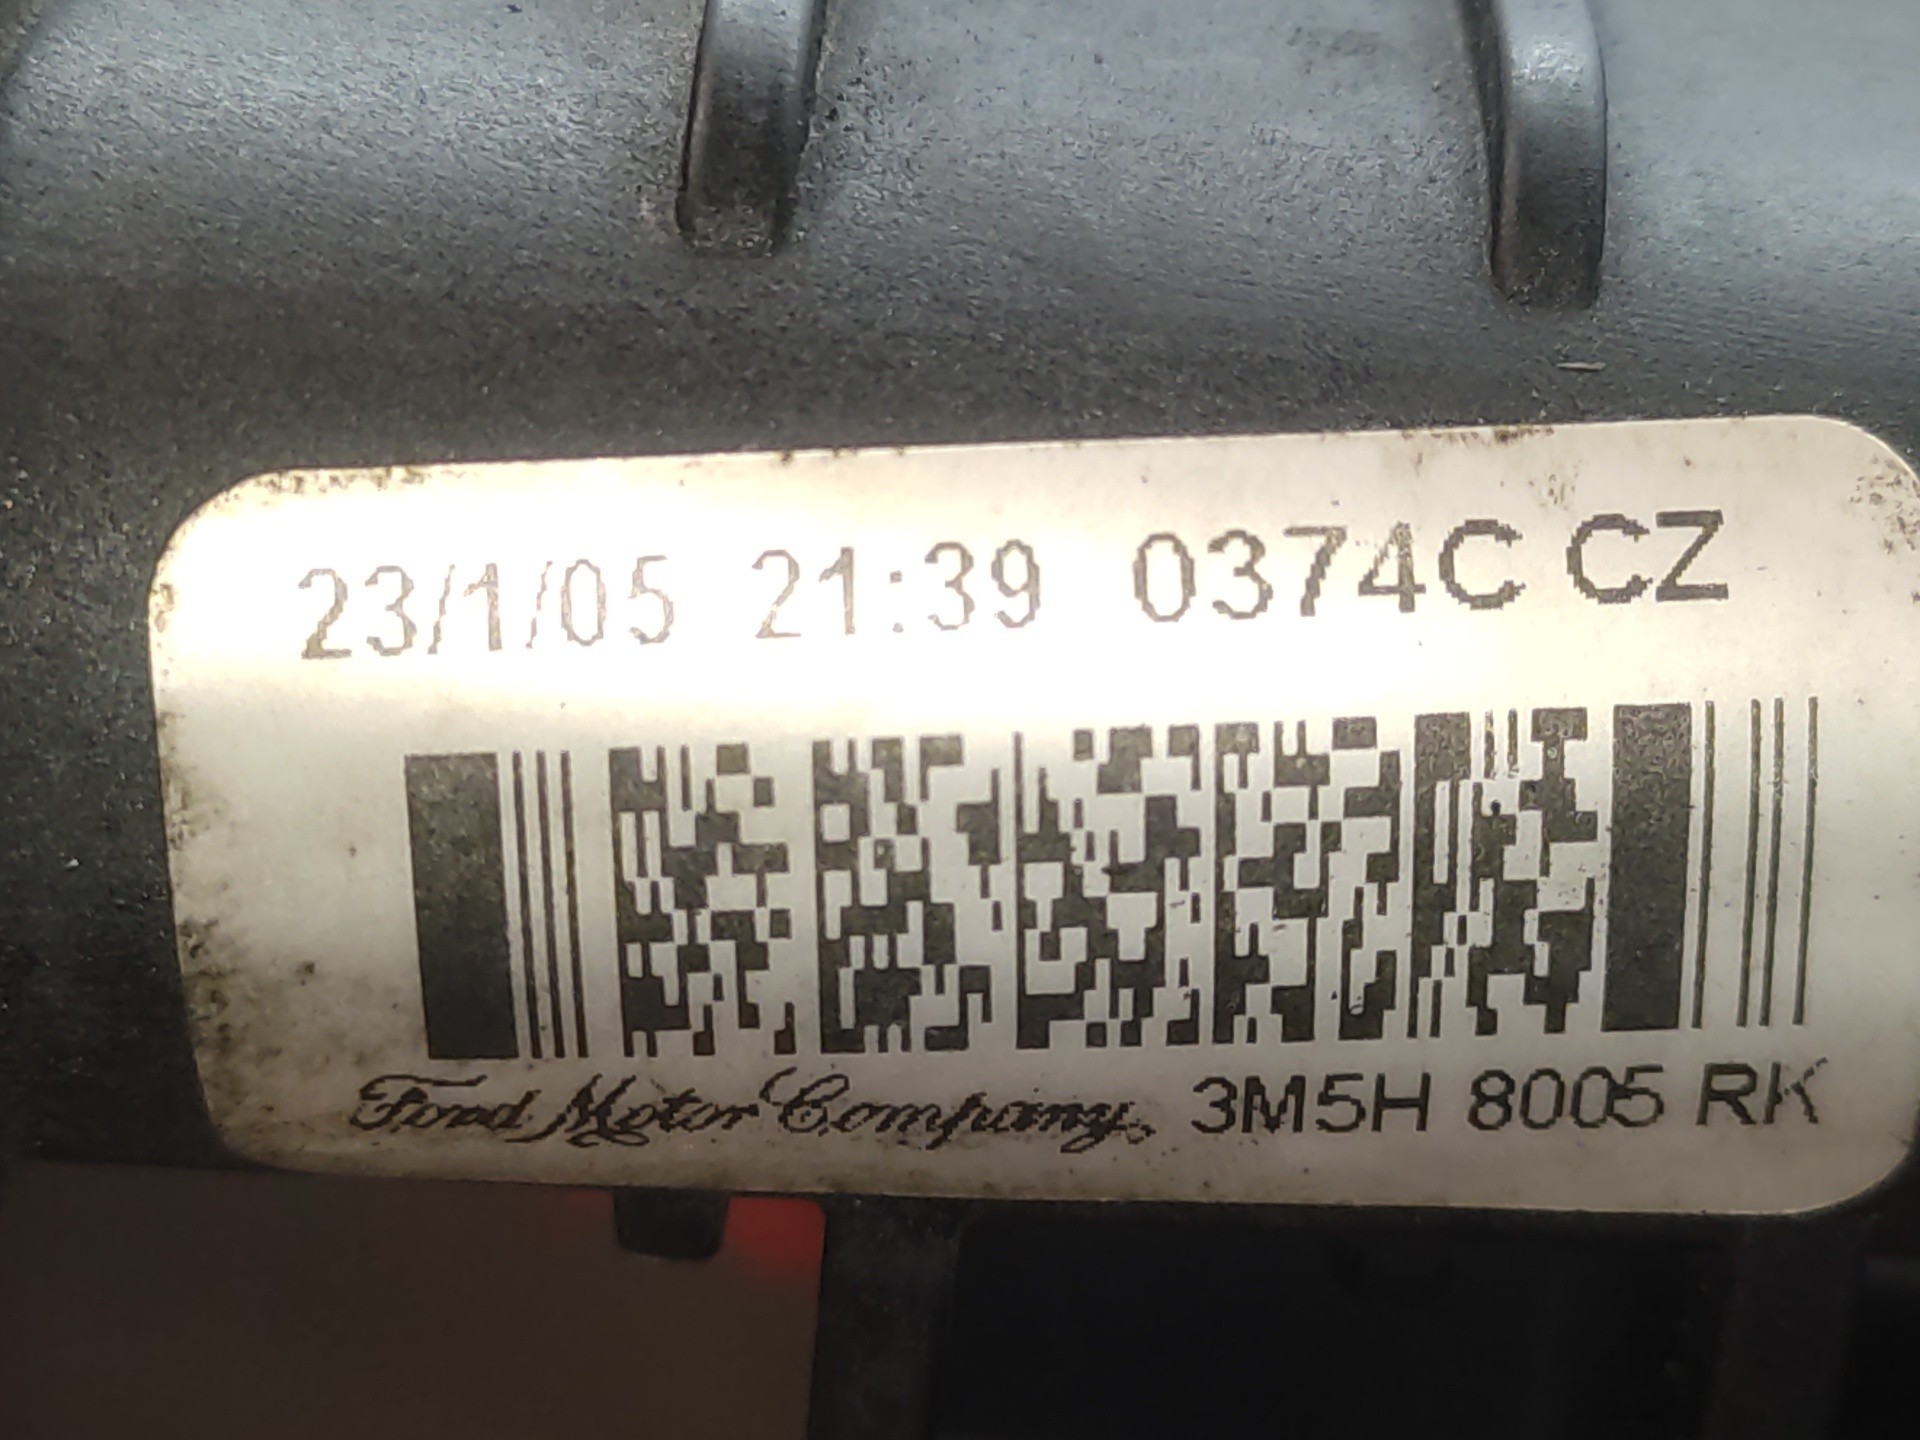 23/1/05 21:39 0374C CZ
Ford Motor Company. 3M5H 8005 RK